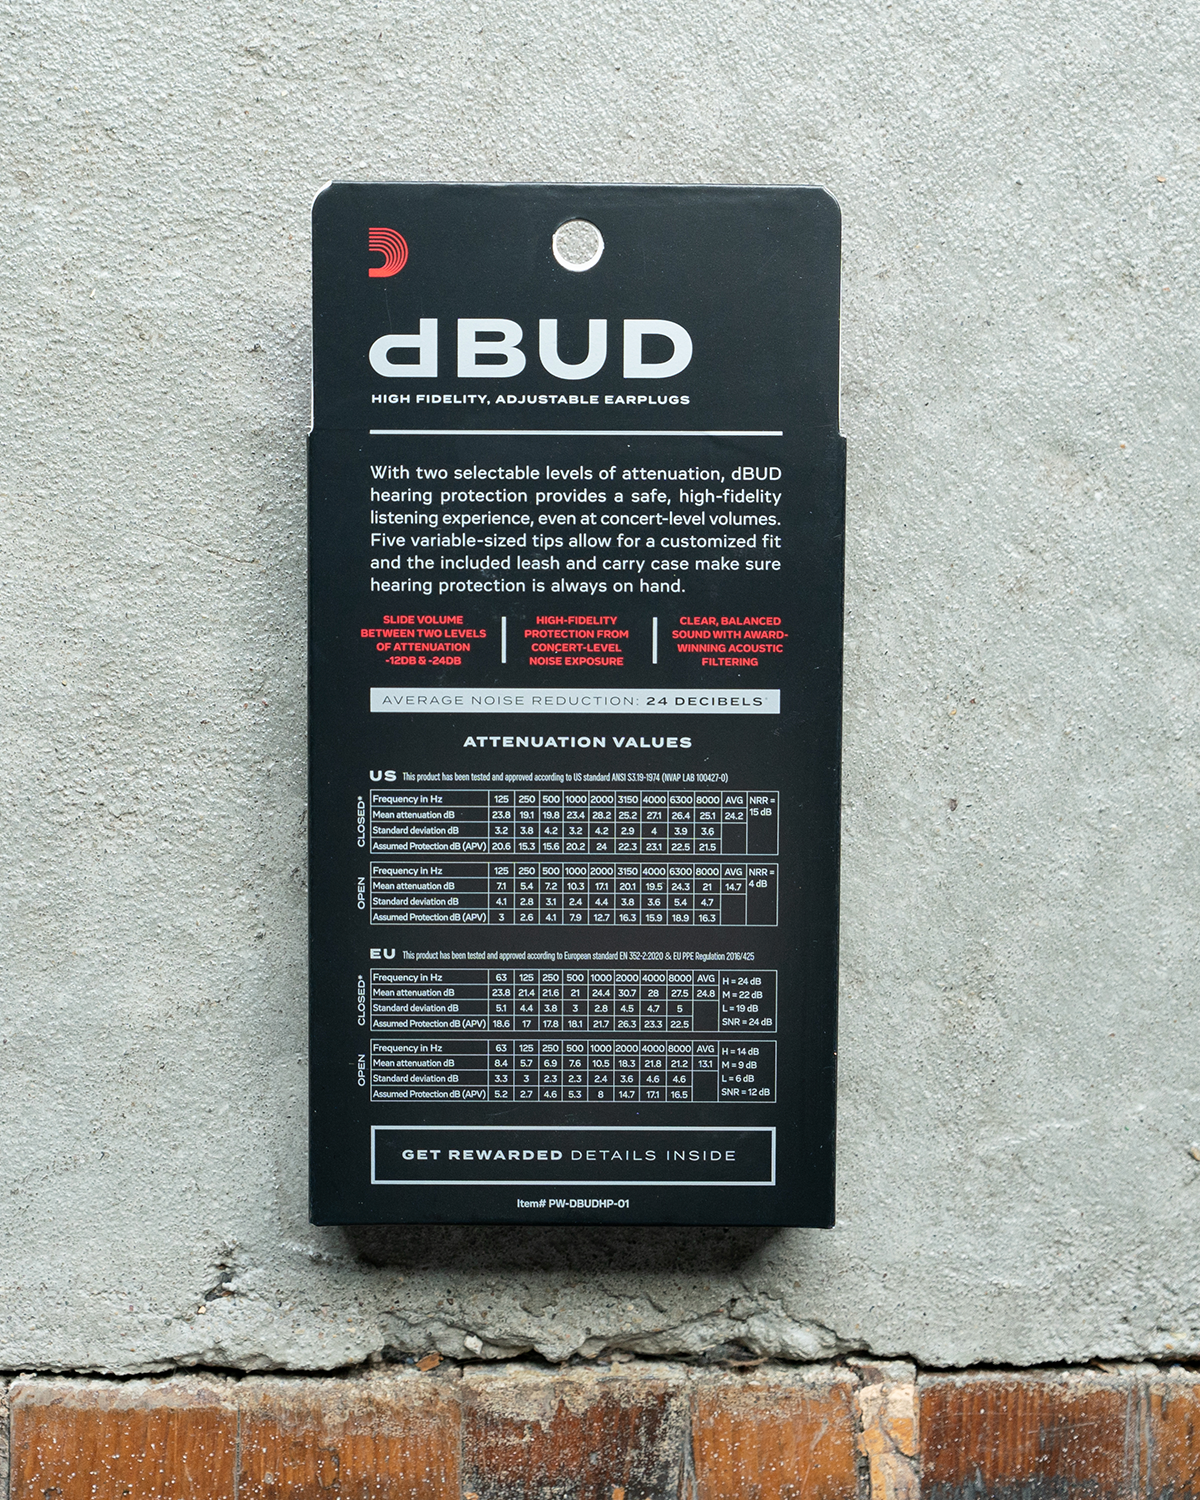 dBUD
HIGH FIDELITY, ADJUSTABLE EARPLUGS
With two selectable levels of attenuation, dBUD
hearing protection provides a safe, high-fidelity
listening experience, even at concert-level volumes.
Five variable-sized tips allow for a customized fit
and the included leash and carry case make sure
hearing protection is always on hand.
SLIDE VOLUME
BETWEEN TWO LEVELS
OF ATTENUATION
-12DB & -24DB
HIGH-FIDELITY
PROTECTION FROM
CONCERT-LEVEL
NOISE EXPOSURE
CLEAR, BALANCED
SOUND WITH AWARD-
WINNING ACOUSTIC
FILTERING
AVERAGE NOISE REDUCTION: 24 DECIBELS*
ATTENUATION VALUES
US This product has been tested and approved according to US standard ANSI S3.19-1974 (NVAP LAB 100427-0)
CLOSED*
Frequency in Hz 125 250 500 1000 2000 3150 4000 6300 8000 AVG NRR =
Mean attenuation dB 23.8 19.1 19.8 23.4 28.2 25.2 27.1 26.4 25.1 24.2 15 dB
Standard deviation dB 3.2 3.8 4.2 3.2 4.2 2.9 4 3.9 3.6
Assumed Protection dB (APV) 20.6 15.3 15.6 20.2 24 22.3 23.1 22.5 21.5
OPEN
Frequency in Hz 125 250 500 1000 2000 3150 4000 6300 8000 AVG NRR =
Mean attenuation dB 7.1 5.4 7.2 10.3 17.1 20.1 19.5 24.3 21 14.7 4 dB
Standard deviation dB 4.1 2.8 3.1 2.4 4.4 3.8 3.6 5.4 4.7
Assumed Protection dB (APV) 3 2.6 4.1 7.9 12.7 16.3 15.9 18.9 16.3
EU This product has been tested and approved according to European standard EN 352-2:2020 & EU PPE Regulation 2016/425
CLOSED*
Frequency in Hz 63 125 250 500 1000 2000 4000 8000 AVG H = 24 dB
Mean attenuation dB 23.8 21.4 21.6 21 24.4 30.7 28 27.5 24.8 M = 22 dB
Standard deviation dB 5.1 4.4 3.8 3 2.8 4.5 4.7 5 L = 19 dB
Assumed Protection dB (APV) 18.6 17 17.8 18.1 21.7 26.3 23.3 22.5 SNR = 24 dB
OPEN
Frequency in Hz 63 125 250 500 1000 2000 4000 8000 AVG H = 14 dB
Mean attenuation dB 8.4 5.7 6.9 7.6 10.5 18.3 21.8 21.2 13.1 M = 9 dB
Standard deviation dB 3.3 3 2.3 2.3 2.4 3.6 4.6 4.6 L = 6 dB
Assumed Protection dB (APV) 5.2 2.7 4.6 5.3 8 14.7 17.1 16.5 SNR = 12 dB
GET REWARDED DETAILS INSIDE
Item# PW-DBUDHP-01